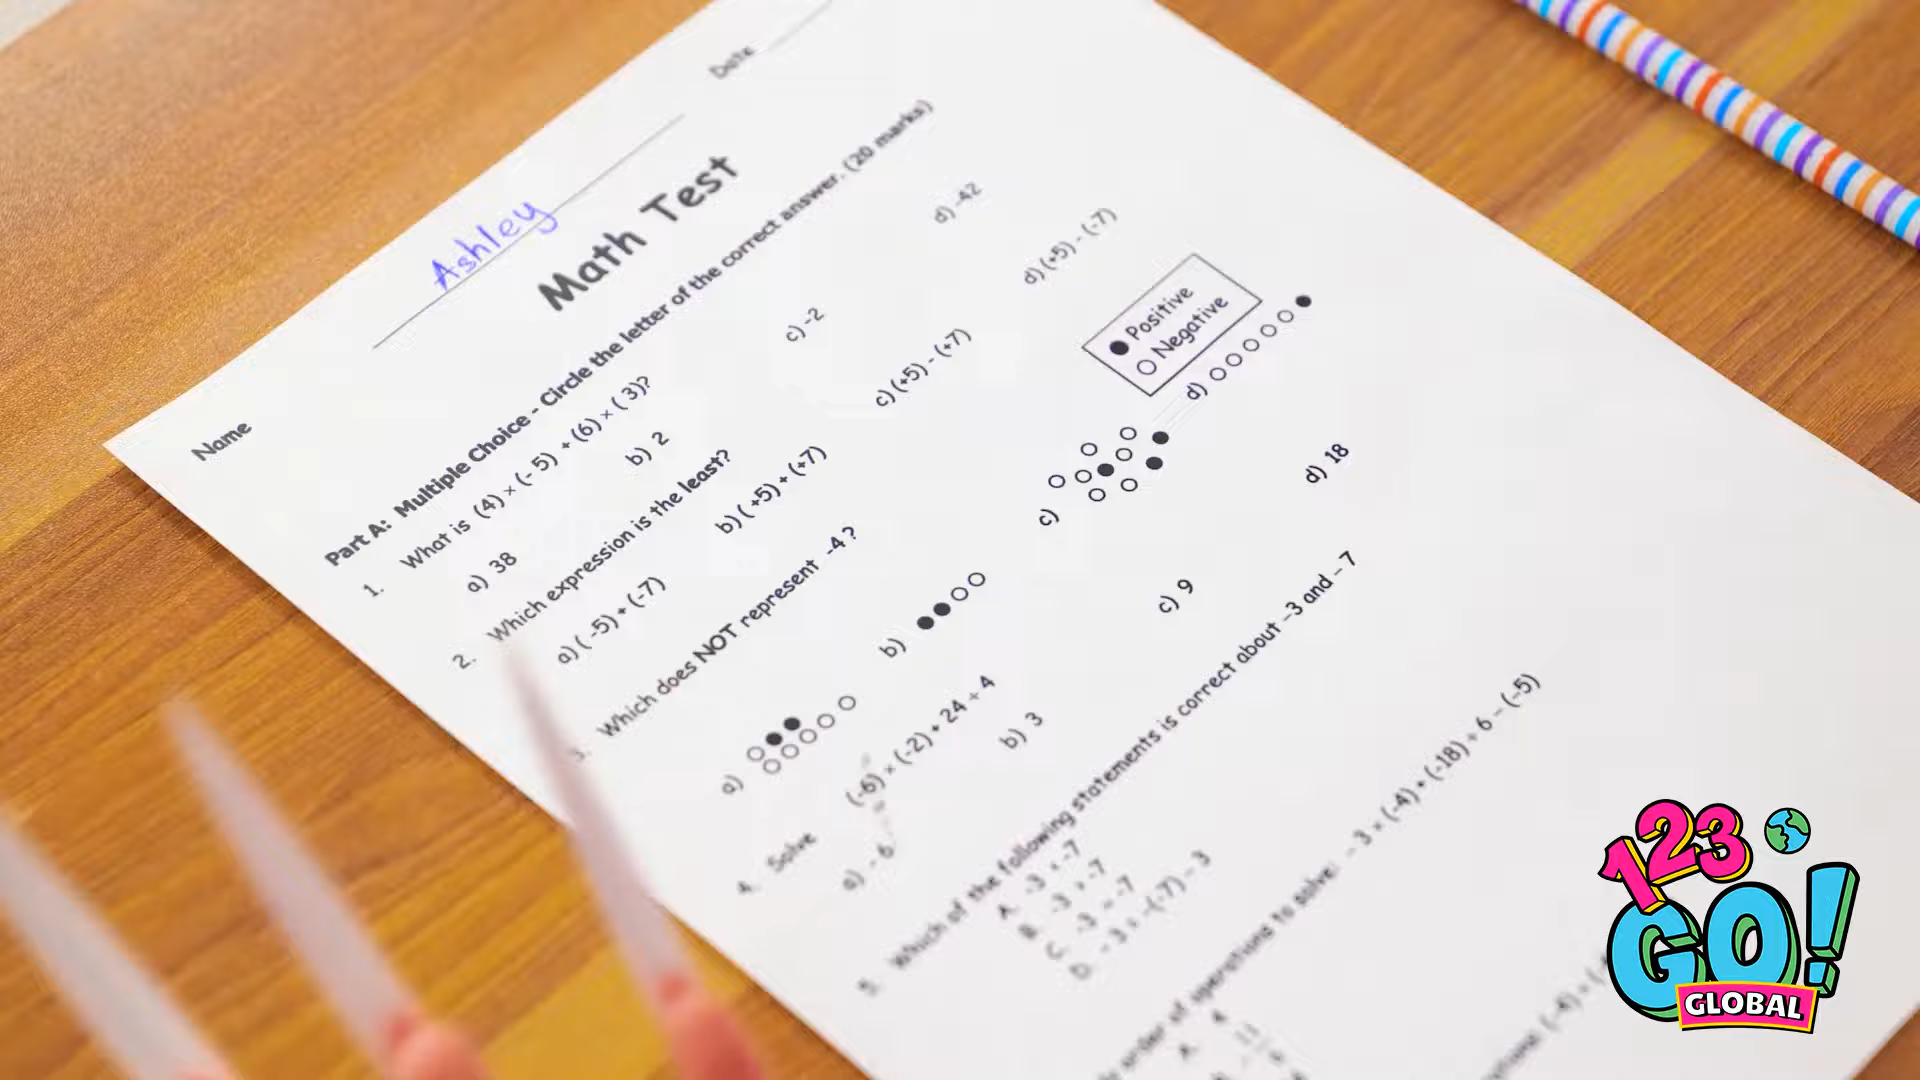 Date
Name
Ashley
Math Test
Part A: Multiple Choice - Circle the letter of the correct answer. (20 marks)
1. What is (4) × (- 5) + (6) × ( 3)?
a) 38 b) 2 c) -2 d) -42
2. Which expression is the least?
a) ( -5) + (-7) b) ( +5) + (+7) c) (+5) - (+7) d) (+5) - (-7)
3. Which does NOT represent -4 ?
Positive
Negative
a) b) c) d)
4. Solve (-6) × (-2) + 24 ÷ 4
a) - 6 b) 3 c) 9 d) 18
5. Which of the following statements is correct about -3 and - 7
A. -3 < -7
B. -3 > -7
C. -3 = -7
D. -3 > -(-7) - 3
order of operations to solve: - 3 × (-4) + (-18) ÷ 6 - (-5)
A.
(-4)
123
GO!
GLOBAL